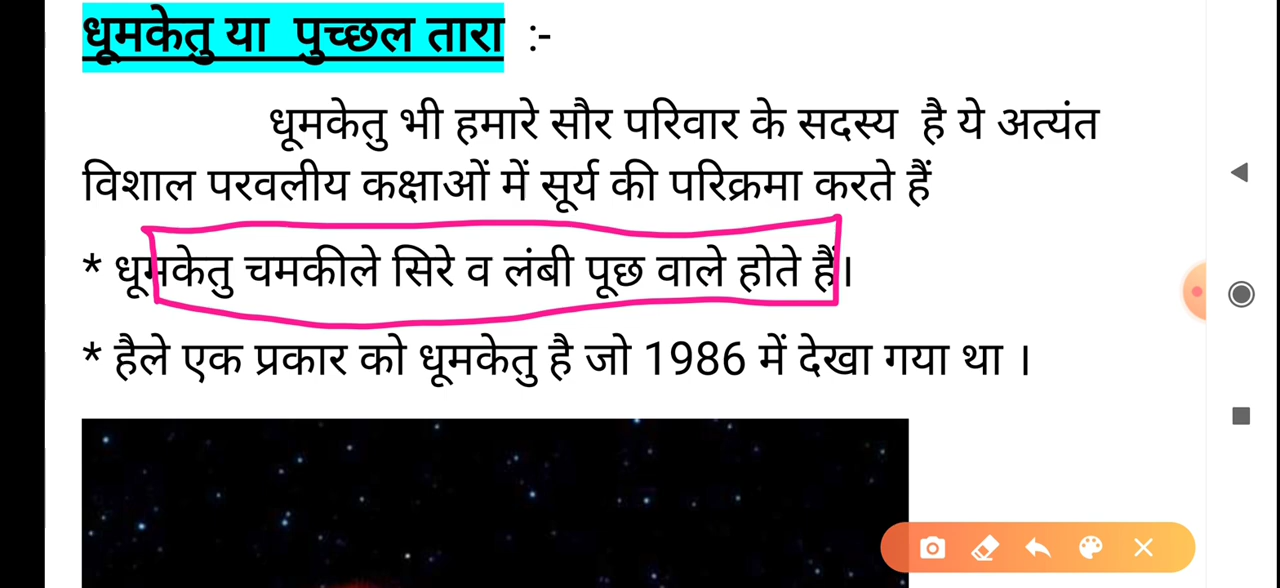 धूमकेतु या पुच्छल तारा :-
धूमकेतु भी हमारे सौर परिवार के सदस्य है ये अत्यंत
विशाल परवलीय कक्षाओं में सूर्य की परिक्रमा करते हैं
* धूमकेतु चमकीले सिरे व लंबी पूछ वाले होते हैं।
* हैले एक प्रकार को धूमकेतु है जो 1986 में देखा गया था ।